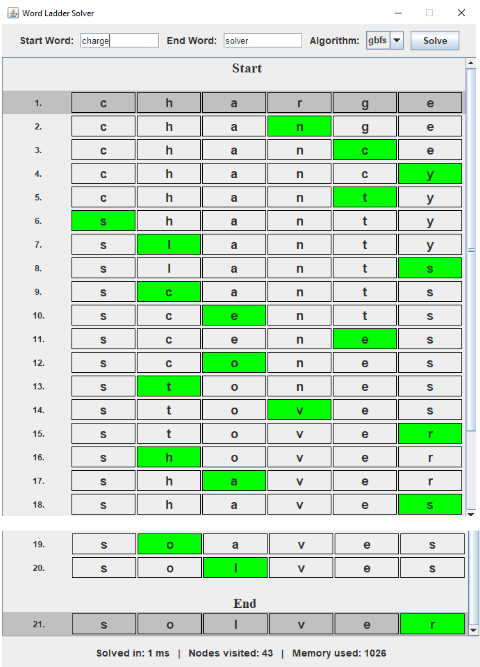 Word Ladder Solver
Start Word: charge End Word: solver Algorithm: gbfs Solve
Start
1. c h a r g e
2. c h a n g e
3. c h a n c e
4. c h a n c y
5. c h a n t y
6. s h a n t y
7. s l a n t y
8. s l a n t s
9. s c a n t s
10. s c e n t s
11. s c e n e s
12. s c o n e s
13. s t o n e s
14. s t o v e s
15. s t o v e r
16. s h o v e r
17. s h a v e r
18. s h a v e s
19. s o a v e s
20. s o l v e s
End
21. s o l v e r
Solved in: 1 ms | Nodes visited: 43 | Memory used: 1026